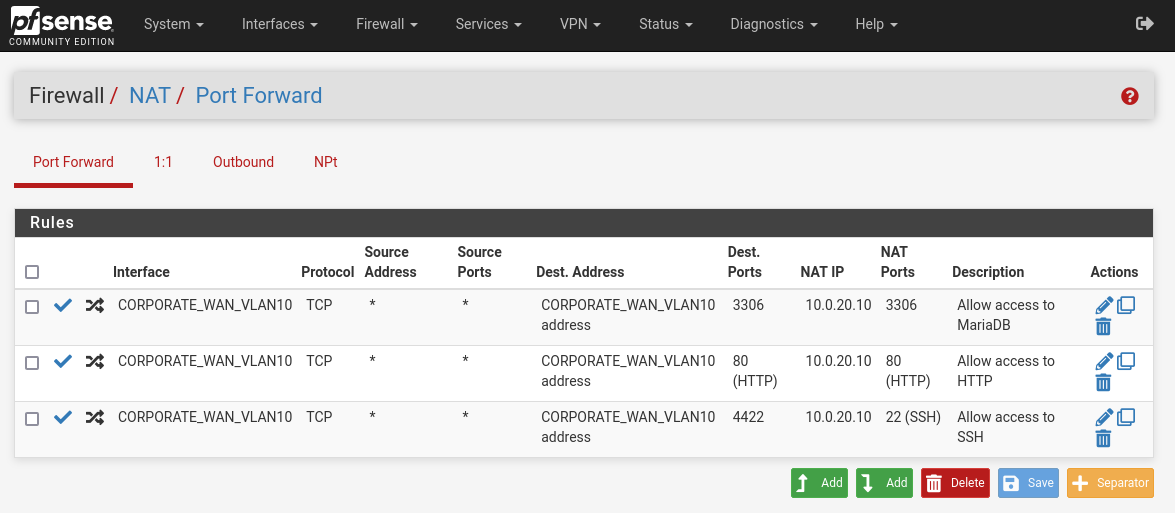 pfsense
COMMUNITY EDITION
System Interfaces Firewall Services VPN Status Diagnostics Help
Firewall / NAT / Port Forward
Port Forward 1:1 Outbound NPt
Rules
Interface Protocol Source Address Source Ports Dest. Address Dest. Ports NAT IP NAT Ports Description Actions
CORPORATE_WAN_VLAN10 TCP * * CORPORATE_WAN_VLAN10 address 3306 10.0.20.10 3306 Allow access to MariaDB
CORPORATE_WAN_VLAN10 TCP * * CORPORATE_WAN_VLAN10 address 80 (HTTP) 10.0.20.10 80 (HTTP) Allow access to HTTP
CORPORATE_WAN_VLAN10 TCP * * CORPORATE_WAN_VLAN10 address 4422 10.0.20.10 22 (SSH) Allow access to SSH
Add Add Delete Save Separator